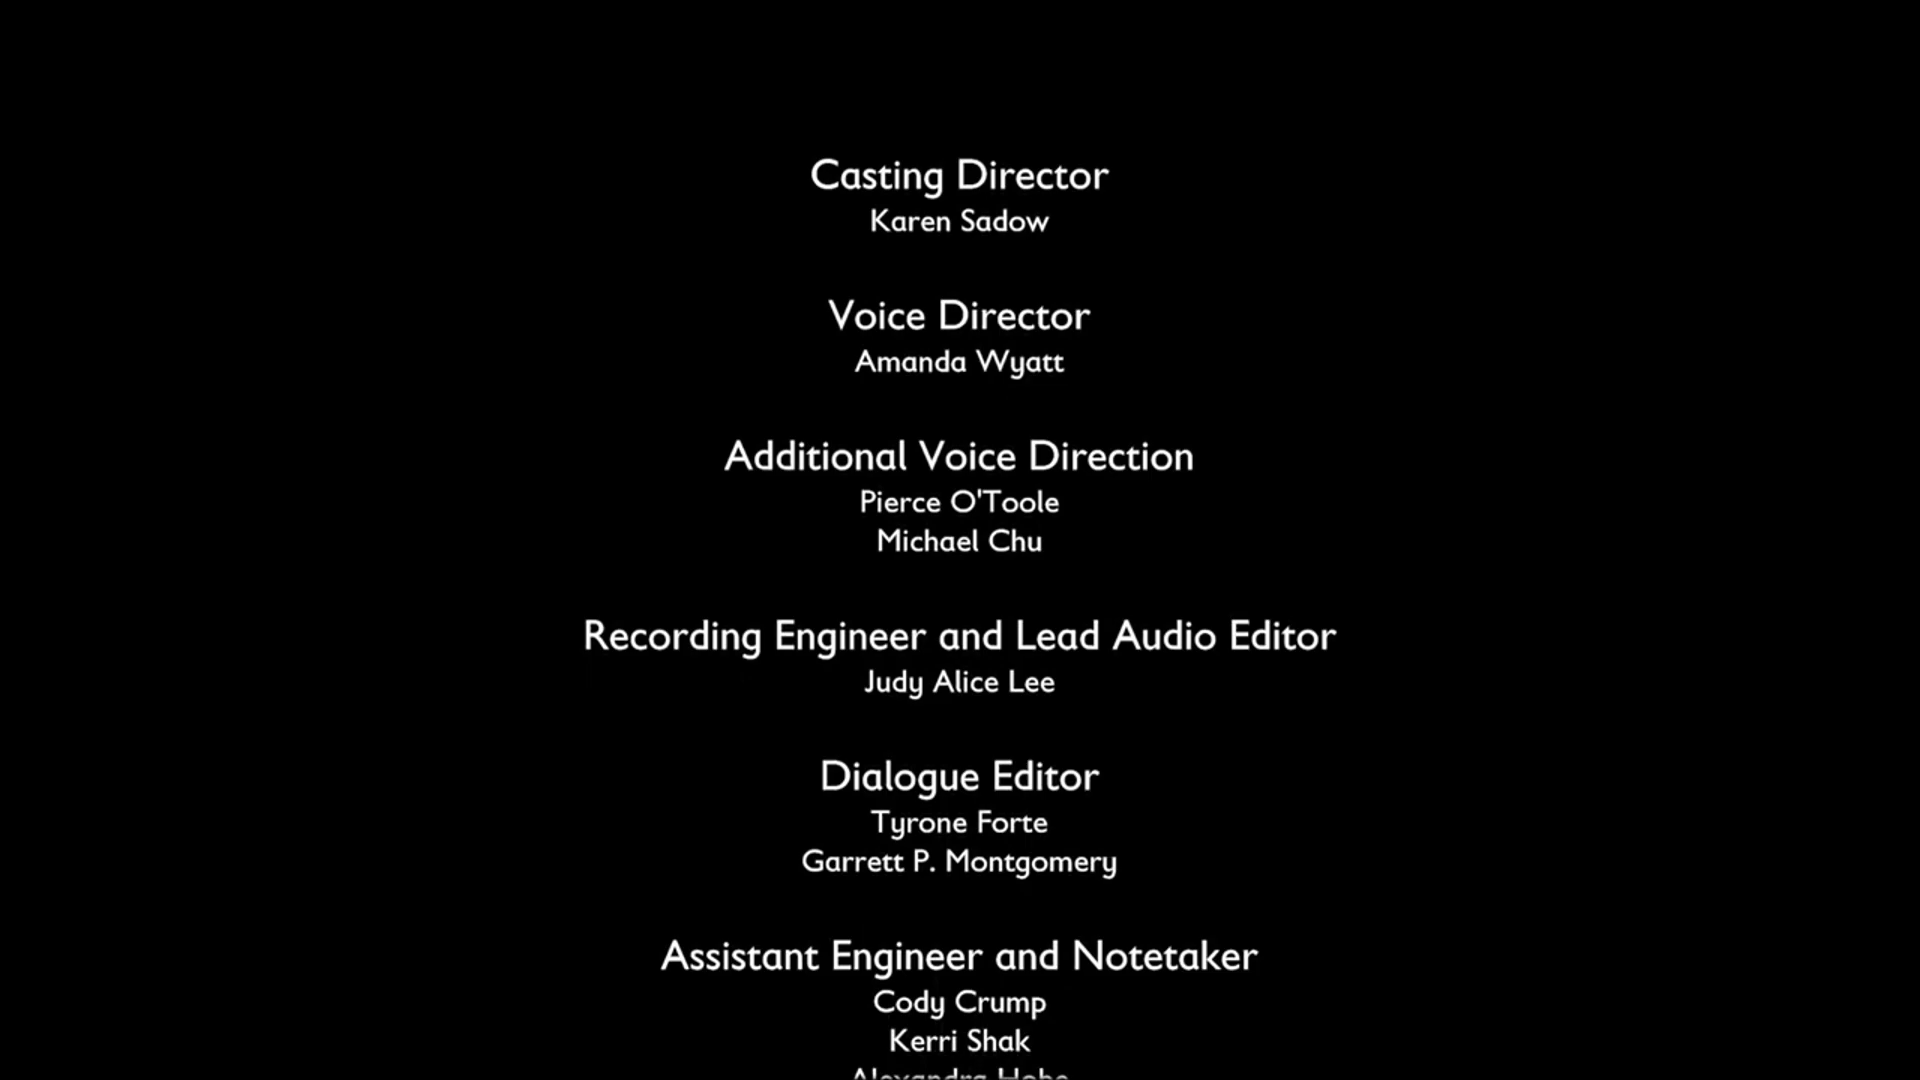 Casting Director
Karen Sadow
Voice Director
Amanda Wyatt
Additional Voice Direction
Pierce O'Toole
Michael Chu
Recording Engineer and Lead Audio Editor
Judy Alice Lee
Dialogue Editor
Tyrone Forte
Garrett P. Montgomery
Assistant Engineer and Notetaker
Cody Crump
Kerri Shak
Alexandra